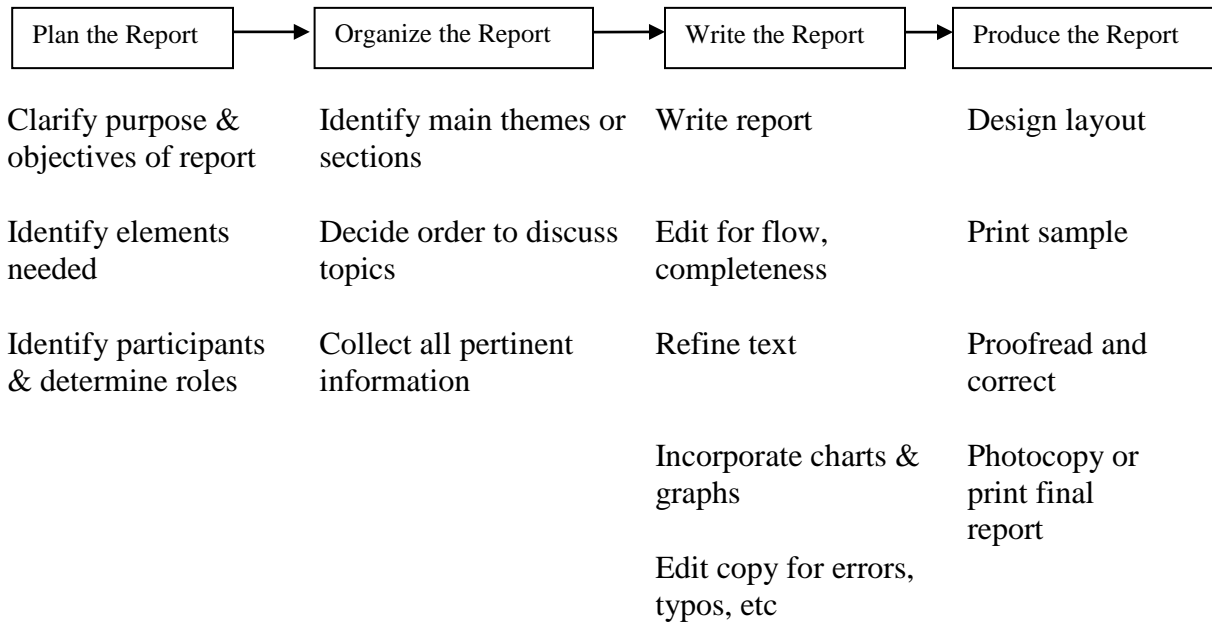 Plan the Report
Organize the Report
Write the Report
Produce the Report
Clarify purpose &
objectives of report
Identify elements
needed
Identify participants
& determine roles
Identify main themes or
sections
Decide order to discuss
topics
Collect all pertinent
information
Write report
Edit for flow,
completeness
Refine text
Incorporate charts &
graphs
Edit copy for errors,
typos, etc
Design layout
Print sample
Proofread and
correct
Photocopy or
print final
report